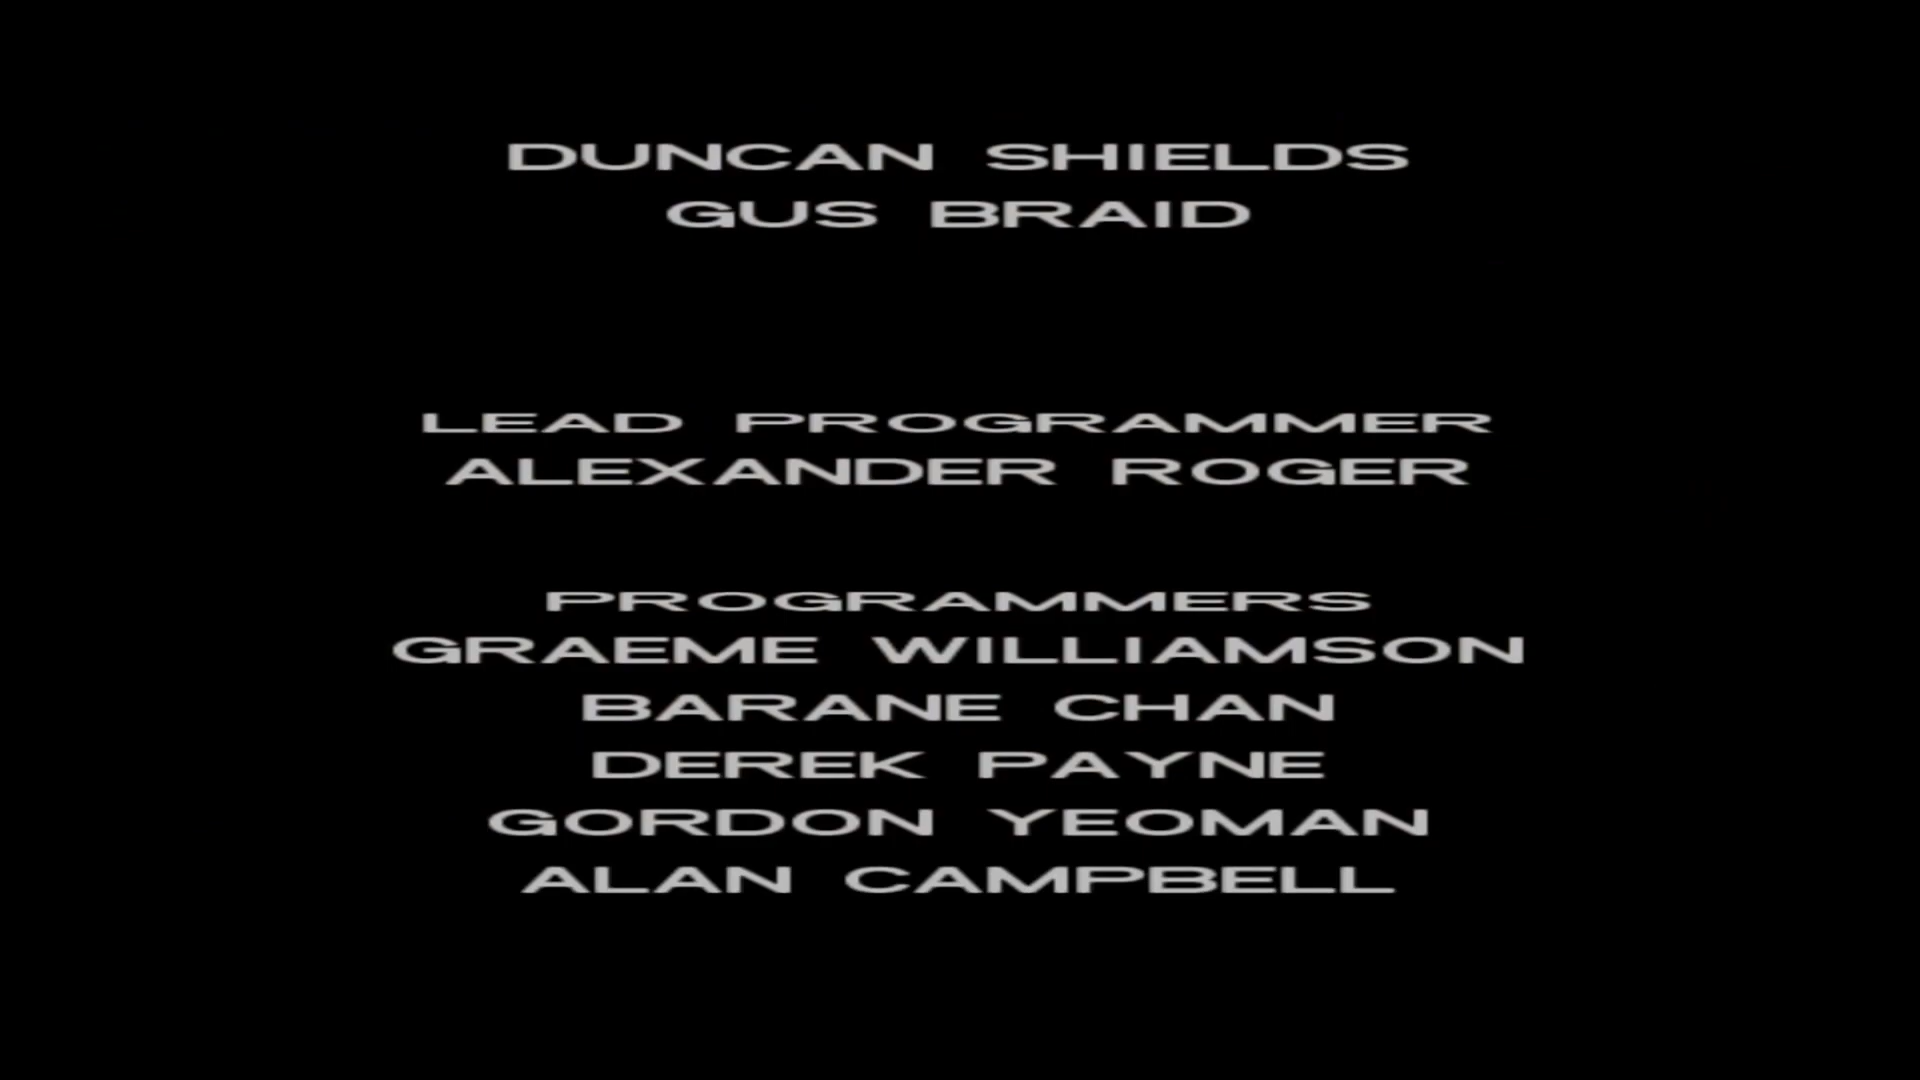 DUNCAN SHIELDS
GUS BRAID
LEAD PROGRAMMER
ALEXANDER ROGER
PROGRAMMERS
GRAEME WILLIAMSON
BARANE CHAN
DEREK PAYNE
GORDON YEOMAN
ALAN CAMPBELL